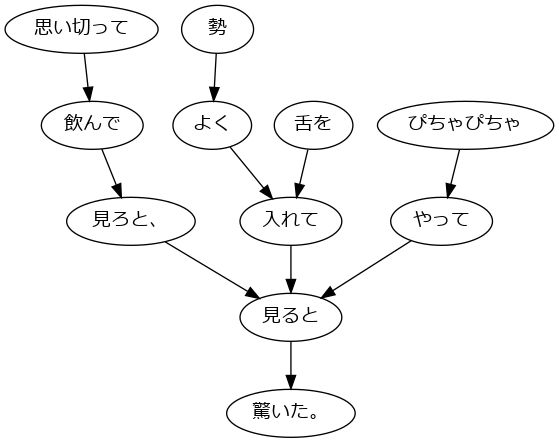 思い切って
勢
飲んで
よく
舌を
ぴちゃぴちゃ
見ろと、
入れて
やって
見ると
驚いた。